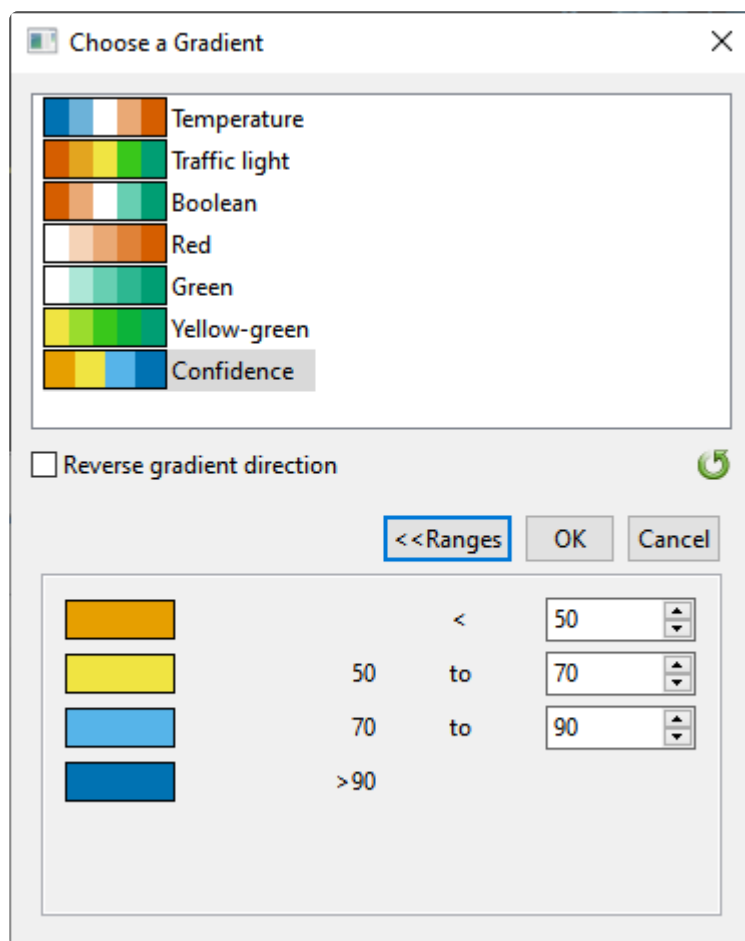 Choose a Gradient
Temperature
Traffic light
Boolean
Red
Green
Yellow-green
Confidence
Reverse gradient direction
<<Ranges OK Cancel
< 50
50 to 70
70 to 90
>90